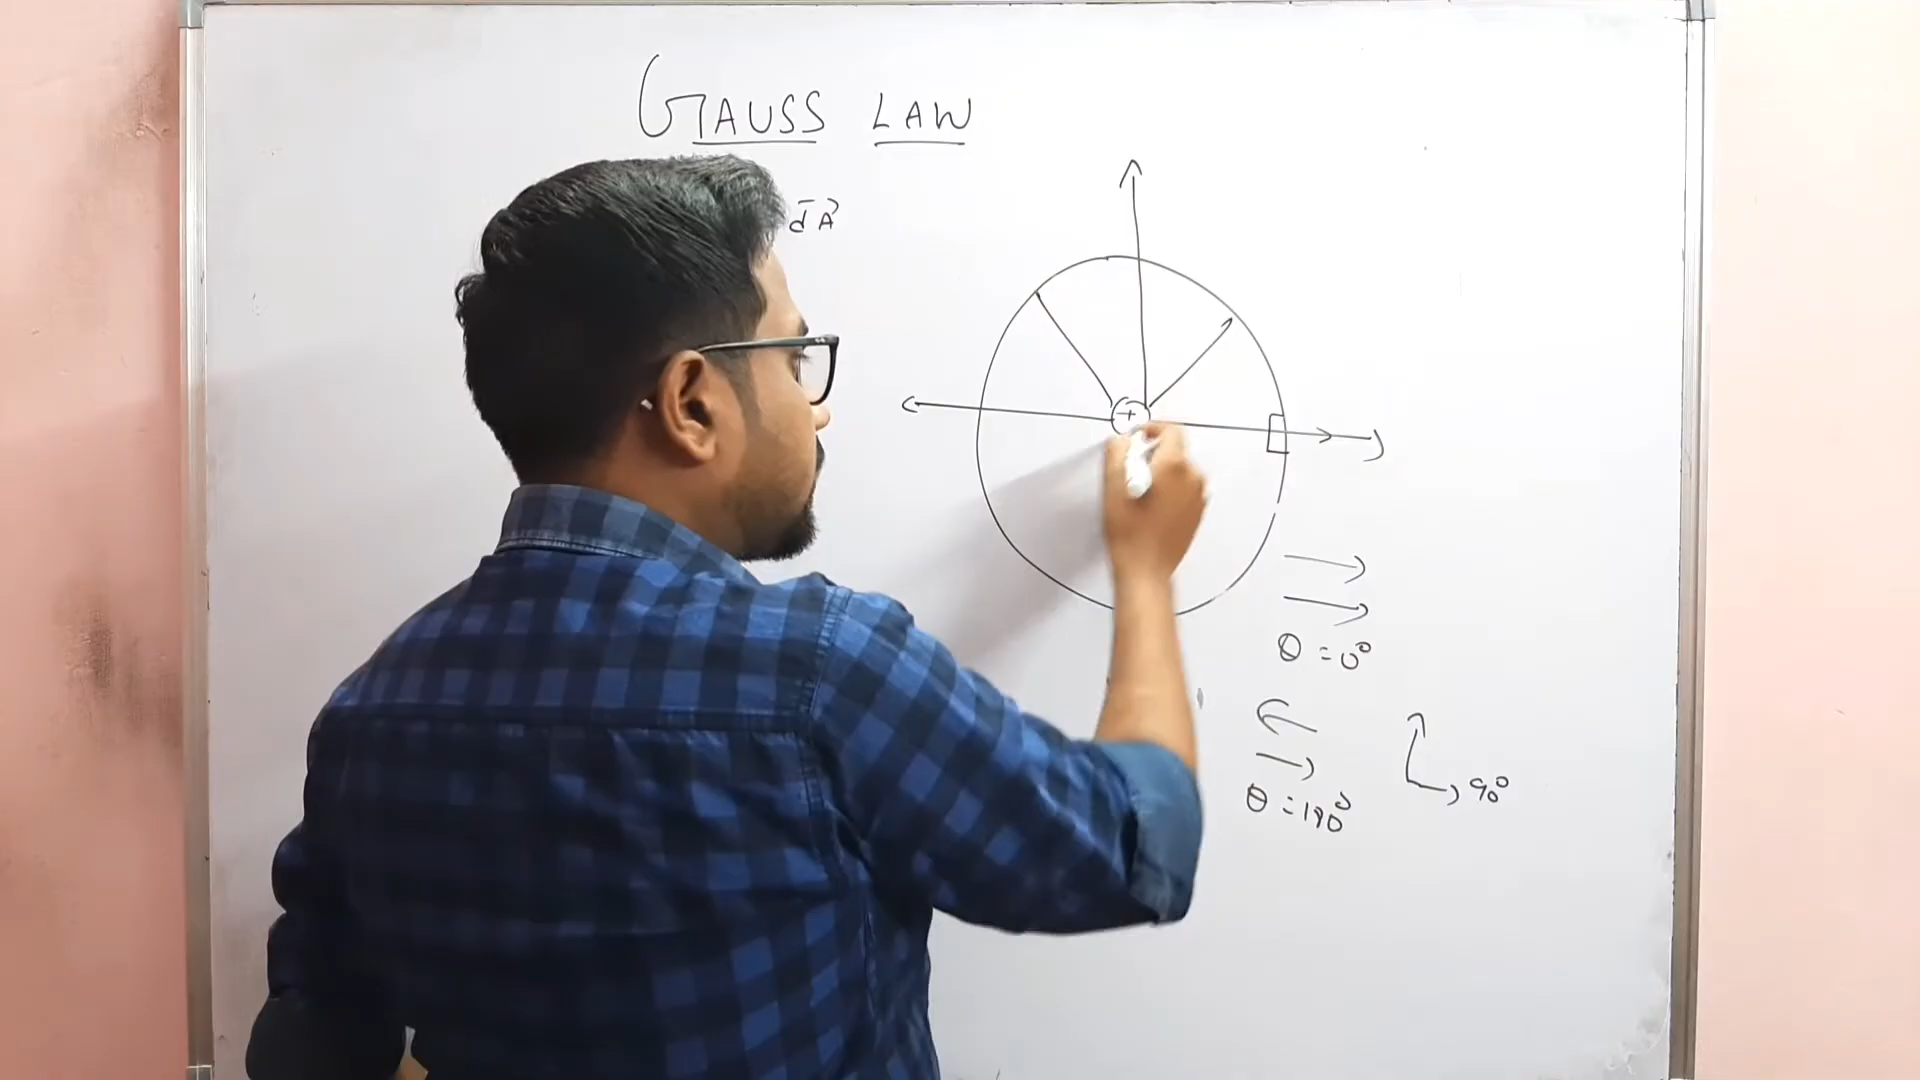 GAUSS LAW
dA
+
θ = 0°
θ = 180°
90°